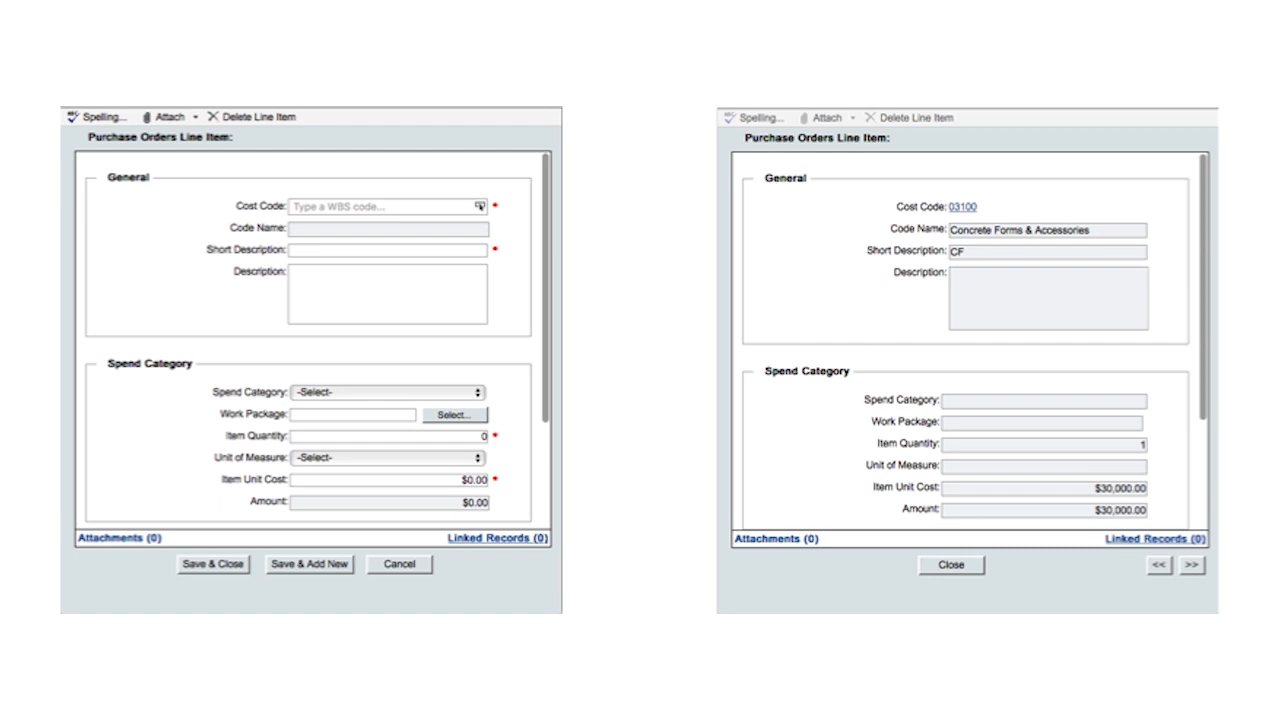 Spelling... Attach Delete Line Item
Purchase Orders Line Item:
General
Cost Code: Type a WBS code... *
Code Name:
Short Description: *
Description:
Spend Category
Spend Category: -Select-
Work Package: Select...
Item Quantity: 0 *
Unit of Measure: -Select-
Item Unit Cost: $0.00 *
Amount: $0.00
Attachments (0) Linked Records (0)
Save & Close Save & Add New Cancel
Spelling... Attach Delete Line Item
Purchase Orders Line Item:
General
Cost Code: 03100
Code Name: Concrete Forms & Accessories
Short Description: CF
Description:
Spend Category
Spend Category:
Work Package:
Item Quantity: 1
Unit of Measure:
Item Unit Cost: $30,000.00
Amount: $30,000.00
Attachments (0) Linked Records (0)
Close << >>